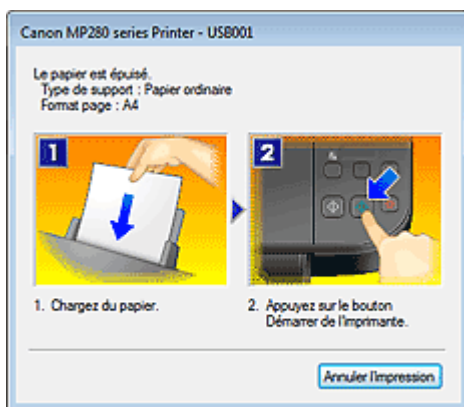 Canon MP280 series Printer - USB001
Le papier est épuisé.
Type de support : Papier ordinaire
Format page : A4
1
2
1. Chargez du papier.
2. Appuyez sur le bouton
Démarrer de l'imprimante.
Annuler l'impression